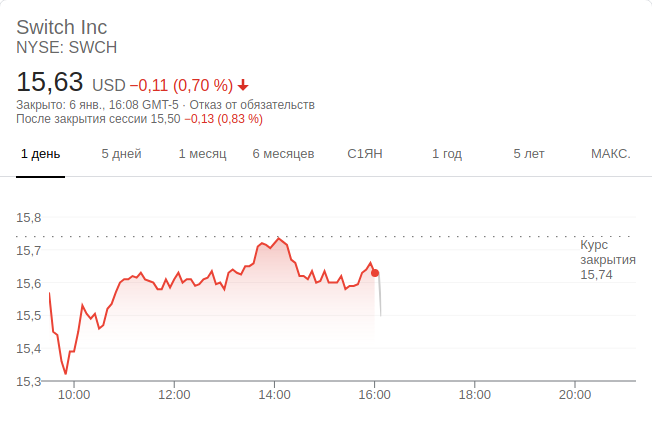 Switch Inc
NYSE: SWCH
15,63 USD −0,11 (0,70 %)
Закрыто: 6 янв., 16:08 GMT-5 · Отказ от обязательств
После закрытия сессии 15,50 −0,13 (0,83 %)
1 день 5 дней 1 месяц 6 месяцев С1ЯН 1 год 5 лет МАКС.
15,8
15,7
15,6
15,5
15,4
15,3
Курс
закрытия
15,74
10:00 12:00 14:00 16:00 18:00 20:00